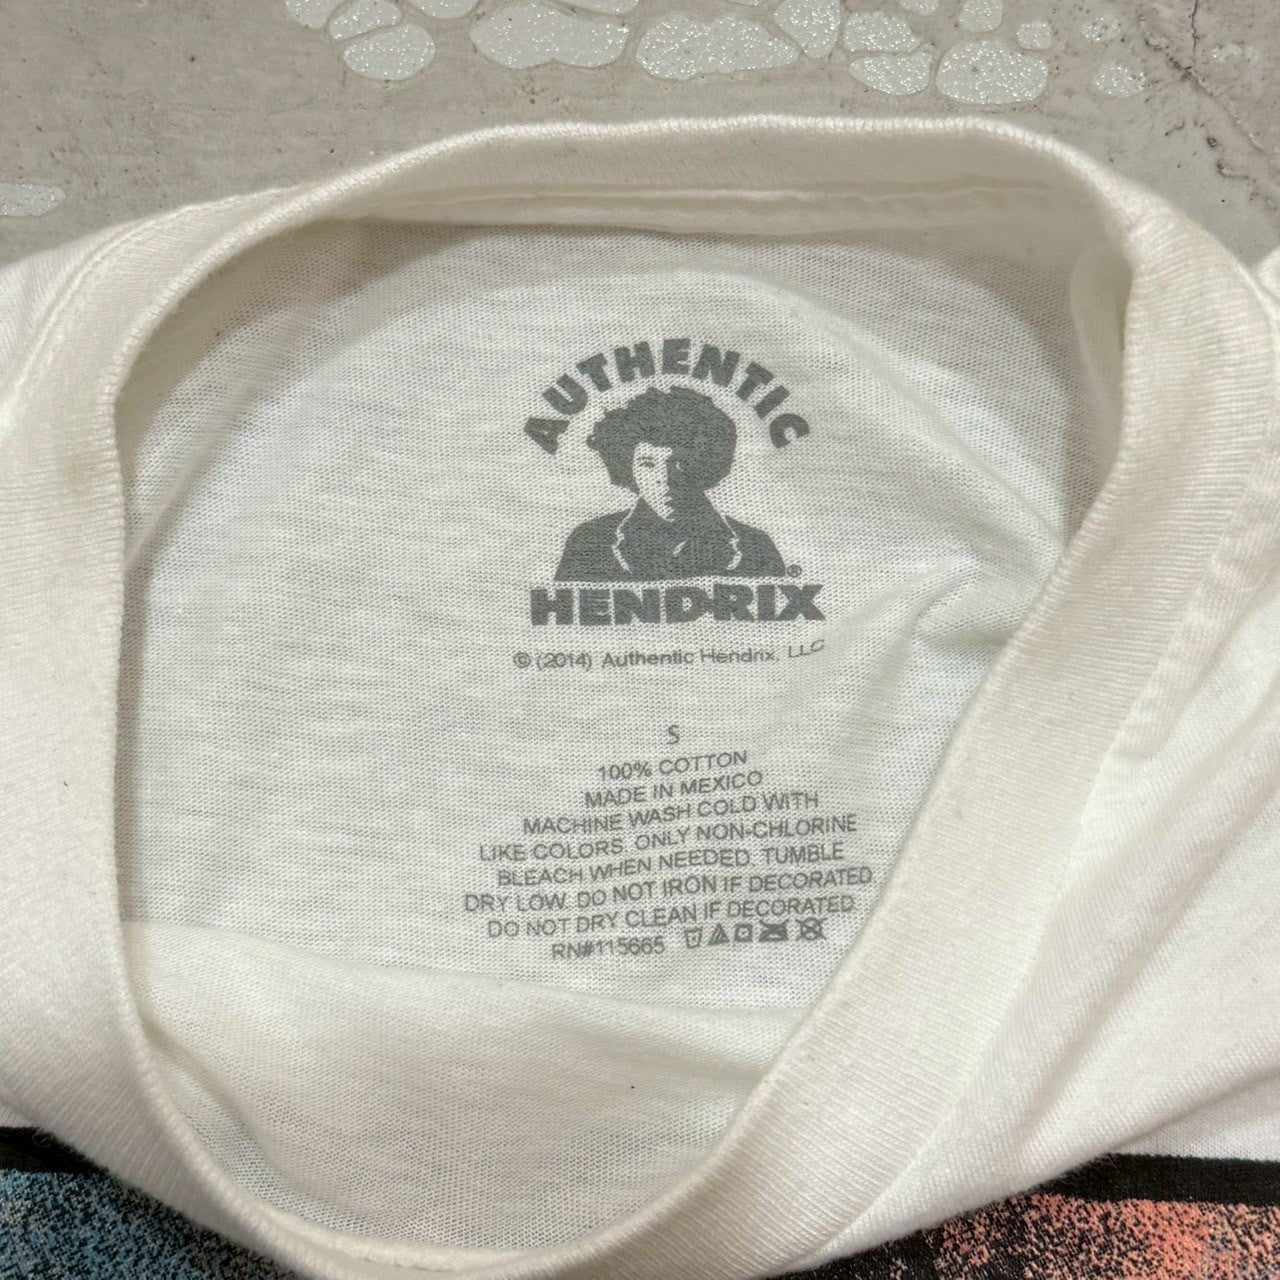 AUTHENTIC
HENDRIX®
© (2014) Authentic Hendrix, LLC
S
100% COTTON
MADE IN MEXICO
MACHINE WASH COLD WITH
LIKE COLORS. ONLY NON-CHLORINE
BLEACH WHEN NEEDED. TUMBLE
DRY LOW. DO NOT IRON IF DECORATED.
DO NOT DRY CLEAN IF DECORATED.
RN#115665